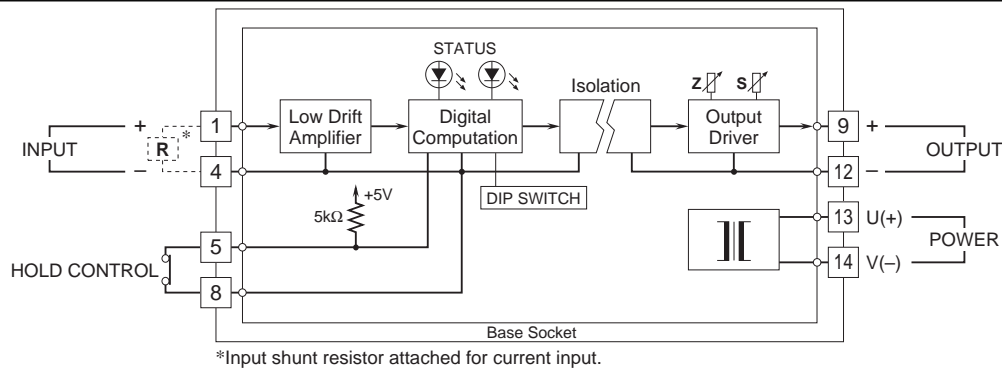 STATUS
Isolation
Z S
INPUT
+
–
R
*
1
4
Low Drift
Amplifier
Digital
Computation
Output
Driver
9 +
12 –
OUTPUT
DIP SWITCH
+5V
5kΩ
HOLD CONTROL
5
8
13 U(+)
14 V(–)
POWER
Base Socket
*Input shunt resistor attached for current input.